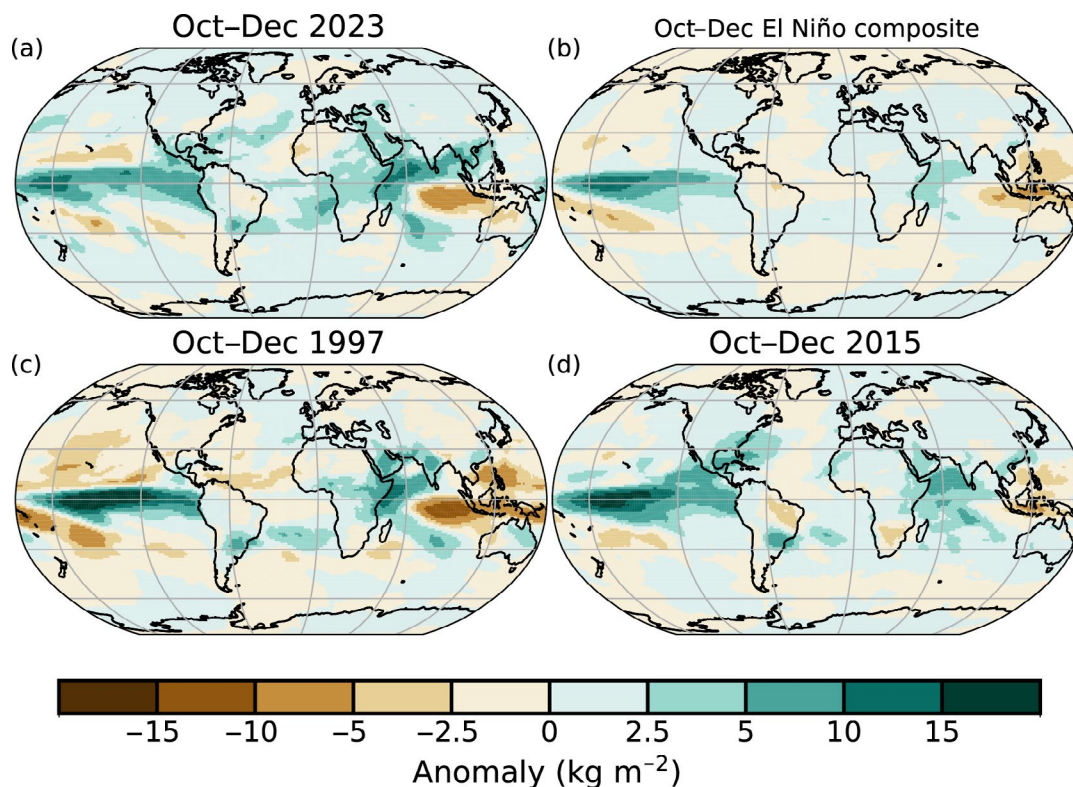 Oct–Dec 2023
Oct–Dec El Niño composite
(a)
(b)
Oct–Dec 1997
Oct–Dec 2015
(c)
(d)
−15 −10 −5 −2.5 0 2.5 5 10 15
Anomaly (kg m⁻²)